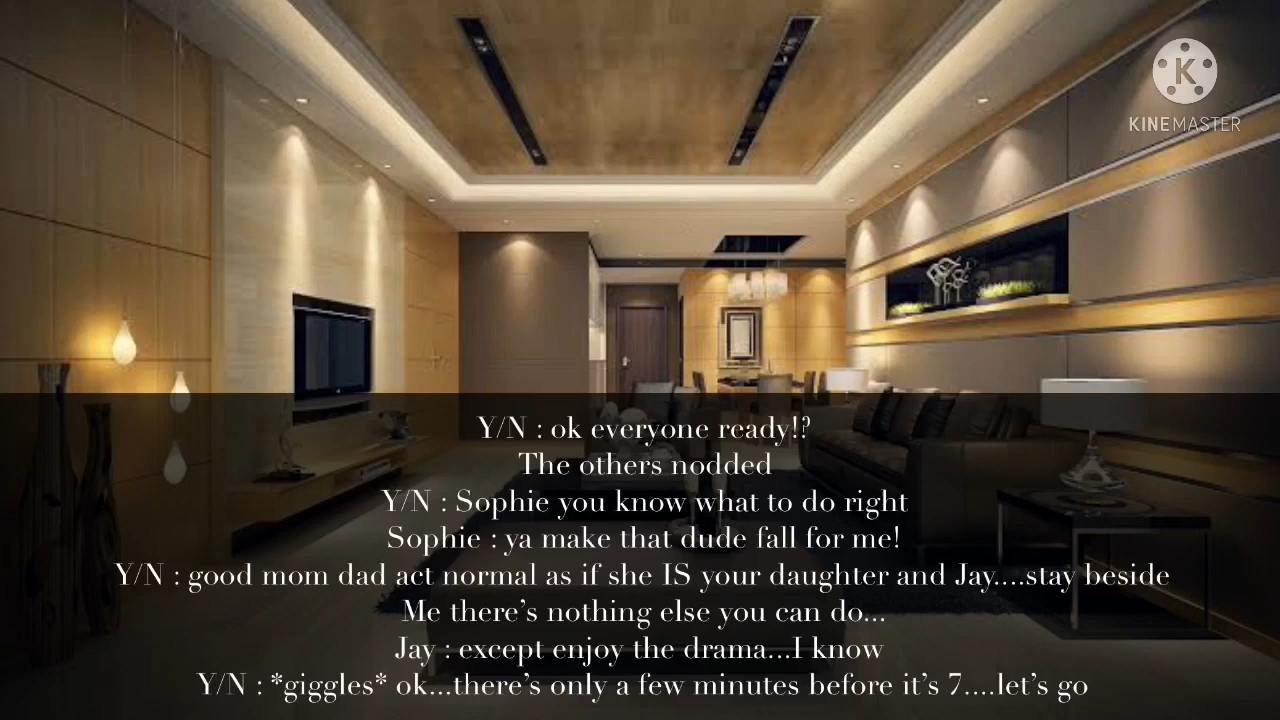 K
KINEMASTER
Y/N : ok everyone ready!?
The others nodded
Y/N : Sophie you know what to do right
Sophie : ya make that dude fall for me!
Y/N : good mom dad act normal as if she IS your daughter and Jay....stay beside
Me there's nothing else you can do...
Jay : except enjoy the drama...I know
Y/N : *giggles* ok...there's only a few minutes before it's 7....let's go